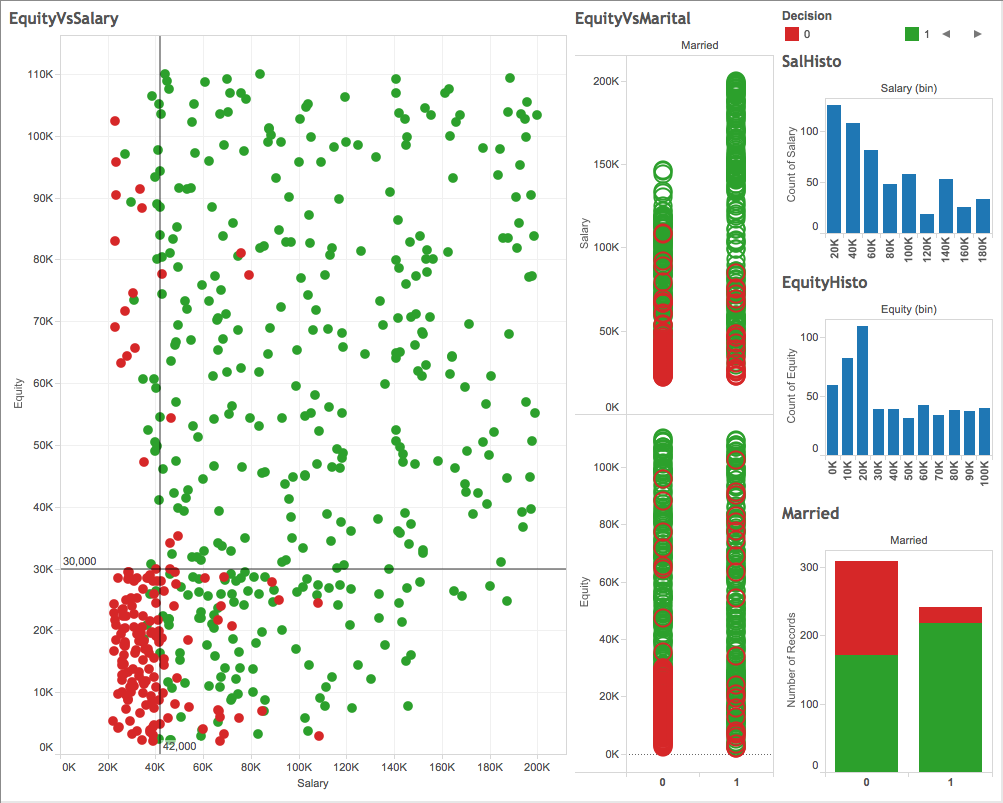 EquityVsSalary
110K
100K
90K
80K
70K
60K
50K
40K
30K
20K
10K
0K
Equity
30,000
42,000
0K 20K 40K 60K 80K 100K 120K 140K 160K 180K 200K
Salary
EquityVsMarital
Married
200K
150K
100K
50K
0K
Salary
100K
80K
60K
40K
20K
0K
Equity
0 1
Decision
0 1
SalHisto
Salary (bin)
100
50
0
Count of Salary
20K 40K 60K 80K 100K 120K 140K 160K 180K
EquityHisto
Equity (bin)
100
50
0
Count of Equity
0K 10K 20K 30K 40K 50K 60K 70K 80K 90K 100K
Married
Married
300
200
100
0
Number of Records
0 1